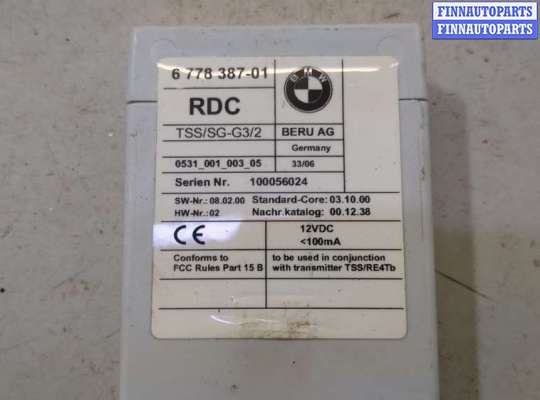 FINNAUTOPARTS
FINNAUTOPARTS
6 778 387-01
BMW
RDC
TSS/SG-G3/2
BERU AG
Germany
0531_001_003_05
33/06
Serien Nr. 100056024
SW-Nr.: 08.02.00 Standard-Core: 03.10.00
HW-Nr.: 02 Nachr.katalog: 00.12.38
CE
12VDC
<100mA
Conforms to
FCC Rules Part 15 B
to be used in conjunction
with transmitter TSS/RE4Tb